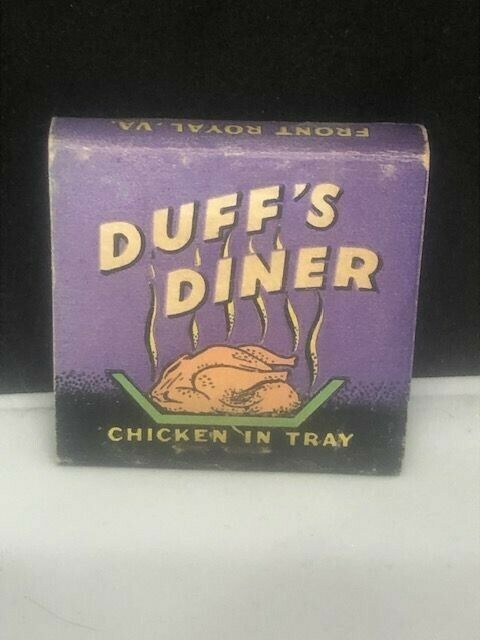 FRONT ROYAL, VA.
DUFF'S
DINER
CHICKEN IN TRAY